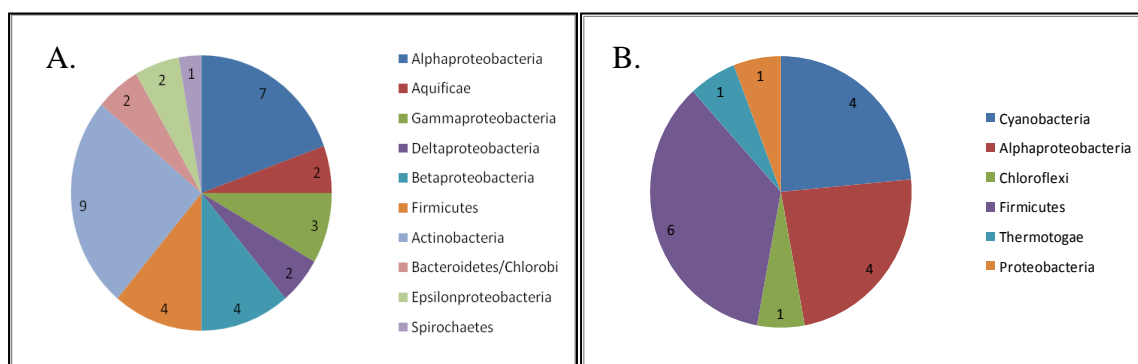 A.
7
2
3
2
4
4
9
2
2
1
Alphaproteobacteria
Aquificae
Gammaproteobacteria
Deltaproteobacteria
Betaproteobacteria
Firmicutes
Actinobacteria
Bacteroidetes/Chlorobi
Epsilonproteobacteria
Spirochaetes
B.
4
4
1
6
1
1
Cyanobacteria
Alphaproteobacteria
Chloroflexi
Firmicutes
Thermotogae
Proteobacteria